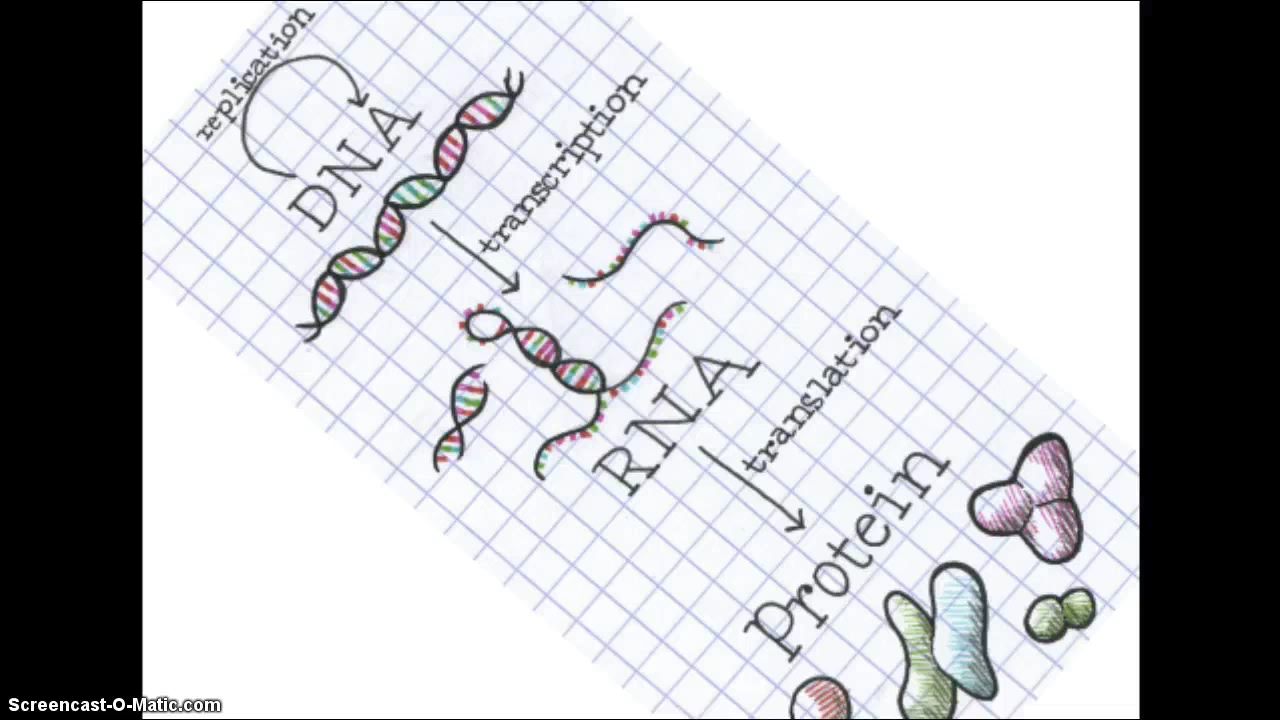 replication
DNA
transcription
RNA
translation
Protein
Screencast-O-Matic.com